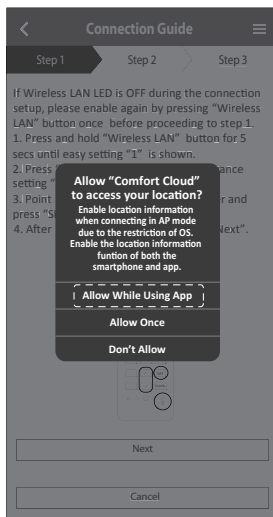 Connection Guide
Step 1
Step 2
Step 3
If Wireless LAN LED is OFF during the connection
setup, please enable again by pressing "Wireless
LAN" button once before proceeding to step 1.
1. Press and hold "Wireless LAN" button for 5
secs until easy setting "1" is shown.
2. Press
setting "
3. Point
er and
press "S
4. After
Next".
Allow "Comfort Cloud"
to access your location?
Enable location information
when connecting in AP mode
due to the restriction of OS.
Enable the location information
funtion of both the
smartphone and app.
Allow While Using App
Allow Once
Don't Allow
Next
Cancel